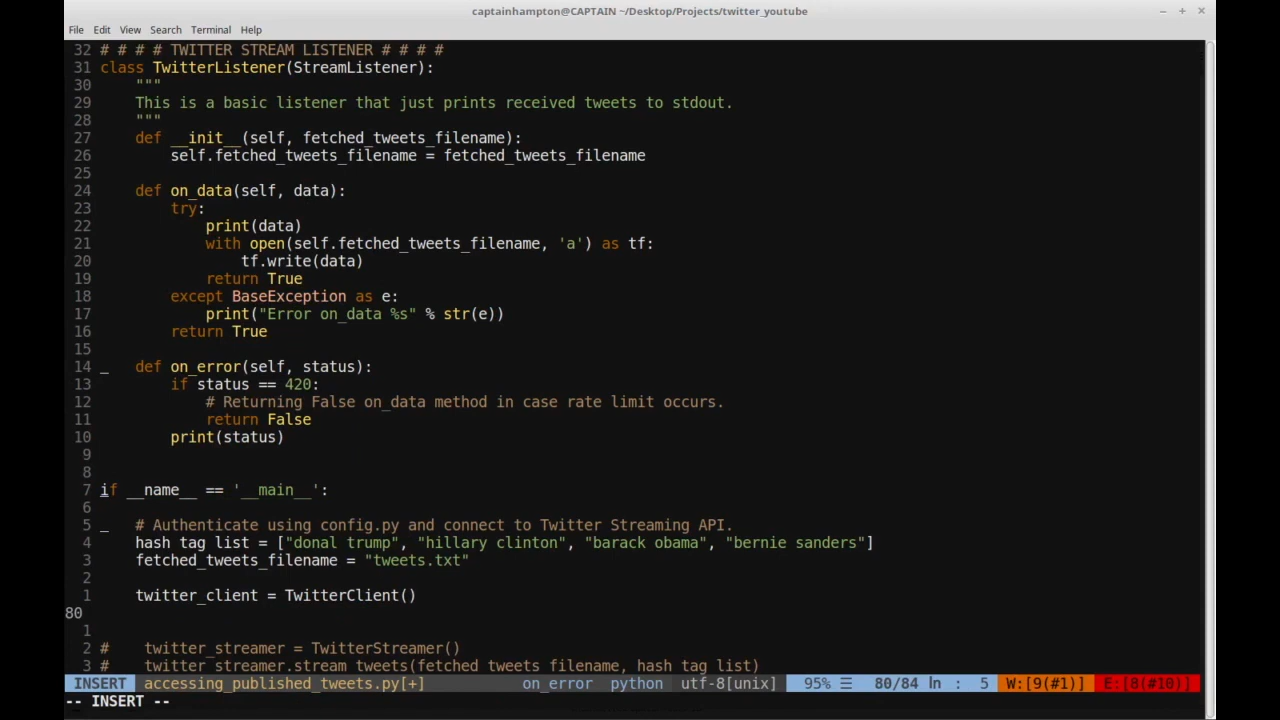 captainhampton@CAPTAIN ~/Desktop/Projects/twitter_youtube
File Edit View Search Terminal Help
32 # # # # TWITTER STREAM LISTENER # # # #
31 class TwitterListener(StreamListener):
30     """
29     This is a basic listener that just prints received tweets to stdout.
28     """
27     def __init__(self, fetched_tweets_filename):
26         self.fetched_tweets_filename = fetched_tweets_filename
25
24     def on_data(self, data):
23         try:
22             print(data)
21             with open(self.fetched_tweets_filename, 'a') as tf:
20                 tf.write(data)
19             return True
18         except BaseException as e:
17             print("Error on_data %s" % str(e))
16         return True
15
14 _   def on_error(self, status):
13         if status == 420:
12             # Returning False on_data method in case rate limit occurs.
11             return False
10         print(status)
9
8
7 if __name__ == '__main__':
6
5 _   # Authenticate using config.py and connect to Twitter Streaming API.
4     hash_tag_list = ["donal trump", "hillary clinton", "barack obama", "bernie sanders"]
3     fetched_tweets_filename = "tweets.txt"
2
1     twitter_client = TwitterClient()
80
1
2 #    twitter_streamer = TwitterStreamer()
3 #    twitter_streamer.stream_tweets(fetched_tweets_filename, hash_tag_list)
INSERT accessing_published_tweets.py[+] on_error python utf-8[unix] 95% ☰ 80/84 ㏑ : 5 W:[9(#1)] E:[8(#10)]
-- INSERT --